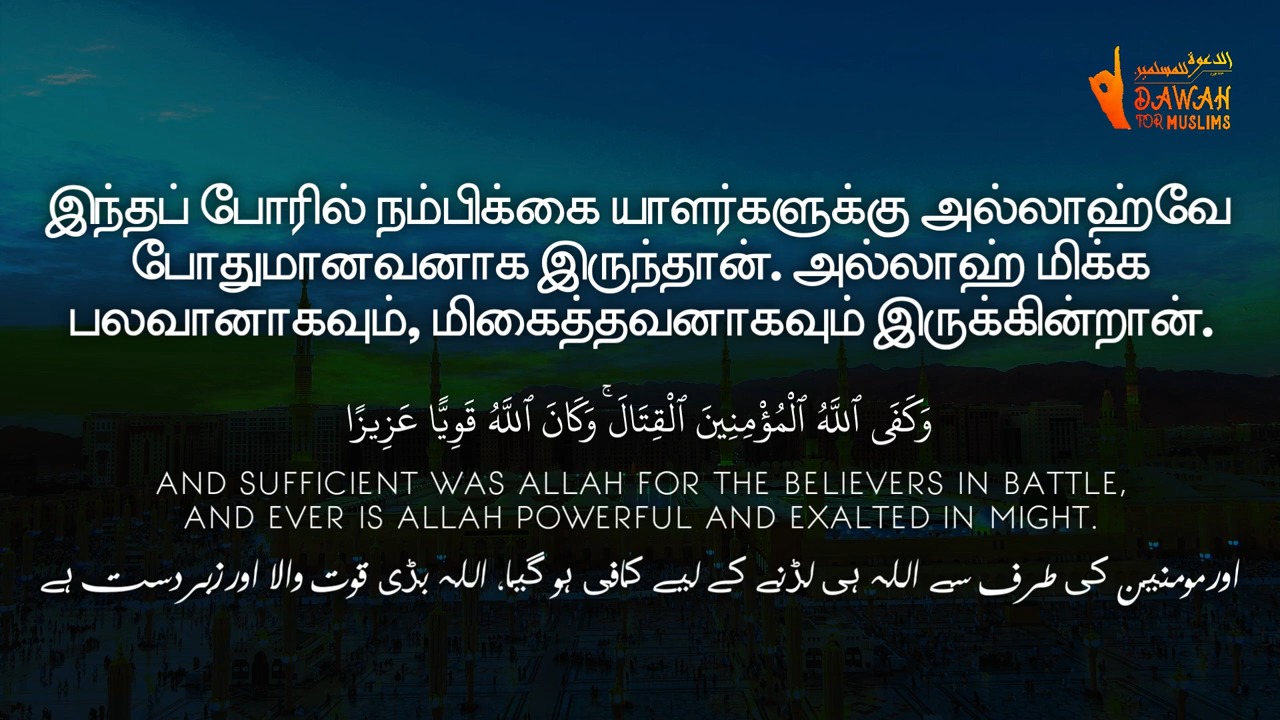 الدعوة للمسلمين
DAWAH
FOR MUSLIMS
இந்தப் போரில் நம்பிக்கை யாளர்களுக்கு அல்லாஹ்வே
போதுமானவனாக இருந்தான். அல்லாஹ் மிக்க
பலவானாகவும், மிகைத்தவனாகவும் இருக்கின்றான்.
وَكَفَى ٱللَّهُ ٱلْمُؤْمِنِينَ ٱلْقِتَالَ ۚ وَكَانَ ٱللَّهُ قَوِيًّا عَزِيزًا
AND SUFFICIENT WAS ALLAH FOR THE BELIEVERS IN BATTLE,
AND EVER IS ALLAH POWERFUL AND EXALTED IN MIGHT.
اور مومنین کی طرف سے اللہ ہی لڑنے کے لیے کافی ہو گیا، اللہ بڑی قوت والا اور زبردست ہے